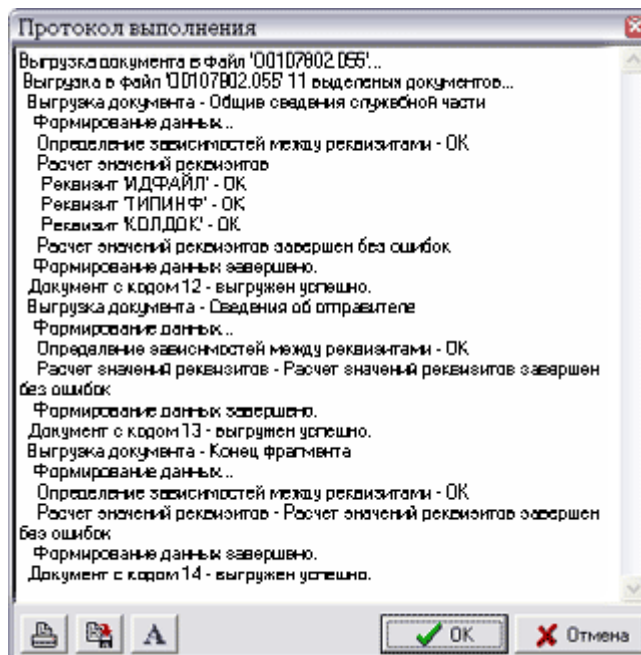 Протокол выполнения
Выгрузка документа в файл '00107802.055'...
Выгрузка в файл '00107802.055' 11 выделеных документов...
Выгрузка документа - Общие сведения служебной части
Формирование данных...
Определение зависимостей между реквизитами - OK
Расчет значений реквизитов
Реквизит 'ИДФАЙЛ' - OK
Реквизит 'ТИПИНФ' - OK
Реквизит 'КОЛДОК' - OK
Расчет значений реквизитов завершен без ошибок
Формирование данных завершено.
Документ с кодом 12 - выгружен успешно.
Выгрузка документа - Сведения об отправителе
Формирование данных...
Определение зависимостей между реквизитами - OK
Расчет значений реквизитов - Расчет значений реквизитов завершен
без ошибок
Формирование данных завершено.
Документ с кодом 13 - выгружен успешно.
Выгрузка документа - Конец фрагмента
Формирование данных...
Определение зависимостей между реквизитами - OK
Расчет значений реквизитов - Расчет значений реквизитов завершен
без ошибок
Формирование данных завершено.
Документ с кодом 14 - выгружен успешно.
A
OK
Отмена